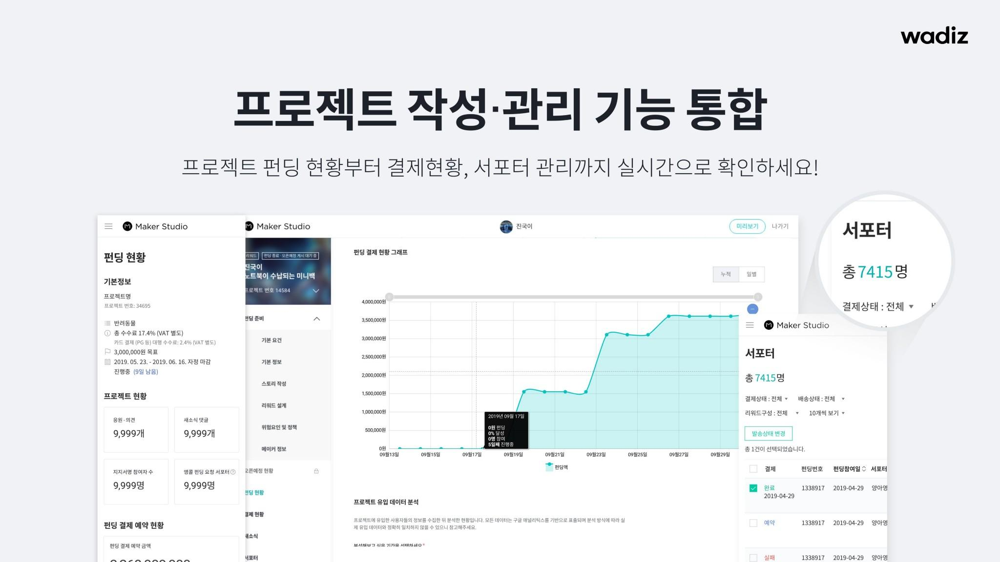 wadiz
프로젝트 작성·관리 기능 통합
프로젝트 펀딩 현황부터 결제현황, 서포터 관리까지 실시간으로 확인하세요!
Maker Studio
펀딩 현황
기본정보
프로젝트명
프로젝트 번호: 34695
반려동물
총 수수료 17.4% (VAT 별도)
카드 결제 (PG 등) 대행 수수료: 2.4% (VAT 별도)
3,000,000원 목표
2019. 05. 23. - 2019. 06. 16. 자정 마감
진행중 (9일 남음)
프로젝트 현황
응원·의견
9,999개
새소식 댓글
9,999개
지지서명 참여자 수
9,999명
앵콜 펀딩 요청 서포터
9,999명
펀딩 결제 예약 현황
펀딩 결제 예약 금액
Maker Studio
진국이
미리보기
나가기
리워드
펀딩 종료·오픈예정 게시 대기 중
진국이
노트북이 수납되는 미니백
프로젝트 번호 14584
펀딩 준비
기본 요건
기본 정보
스토리 작성
리워드 설계
위험요인 및 정책
메이커 정보
오픈예정 현황
펀딩 현황
결제 현황
새소식
서포터
펀딩 결제 현황 그래프
누적
일별
4,000,000원
3,500,000원
3,000,000원
2,500,000원
2,000,000원
1,500,000원
1,000,000원
500,000원
0원
2019년 09월 17일
0원 펀딩
0% 달성
0명 참여
5일째 진행중
09월13일
09월15일
09월17일
09월19일
09월21일
09월23일
09월25일
09월27일
09월29일
펀딩액
프로젝트 유입 데이터 분석
프로젝트에 유입한 사용자들의 정보를 수집한 뒤 분석한 현황입니다. 모든 데이터는 구글 애널리틱스를 기반으로 표출되며 분석 방식에 따라 실
제 유입 데이터와 정확히 일치하지 않을 수 있으니 참고해주세요.
분석해보고 싶은 기간을 선택하세요*
서포터
총 7415명
결제상태 : 전체
Maker Studio
서포터
총 7415명
결제상태 : 전체
배송상태 : 전체
리워드구성 : 전체
10개씩 보기
발송상태 변경
총 1건이 선택되었습니다.
결제 펀딩번호 펀딩참여일 서포터
완료 1338917 2019-04-29 양아영
2019-04-29
예약 1338917 2019-04-29 양아영
실패 1338917 2019-04-29 양아영